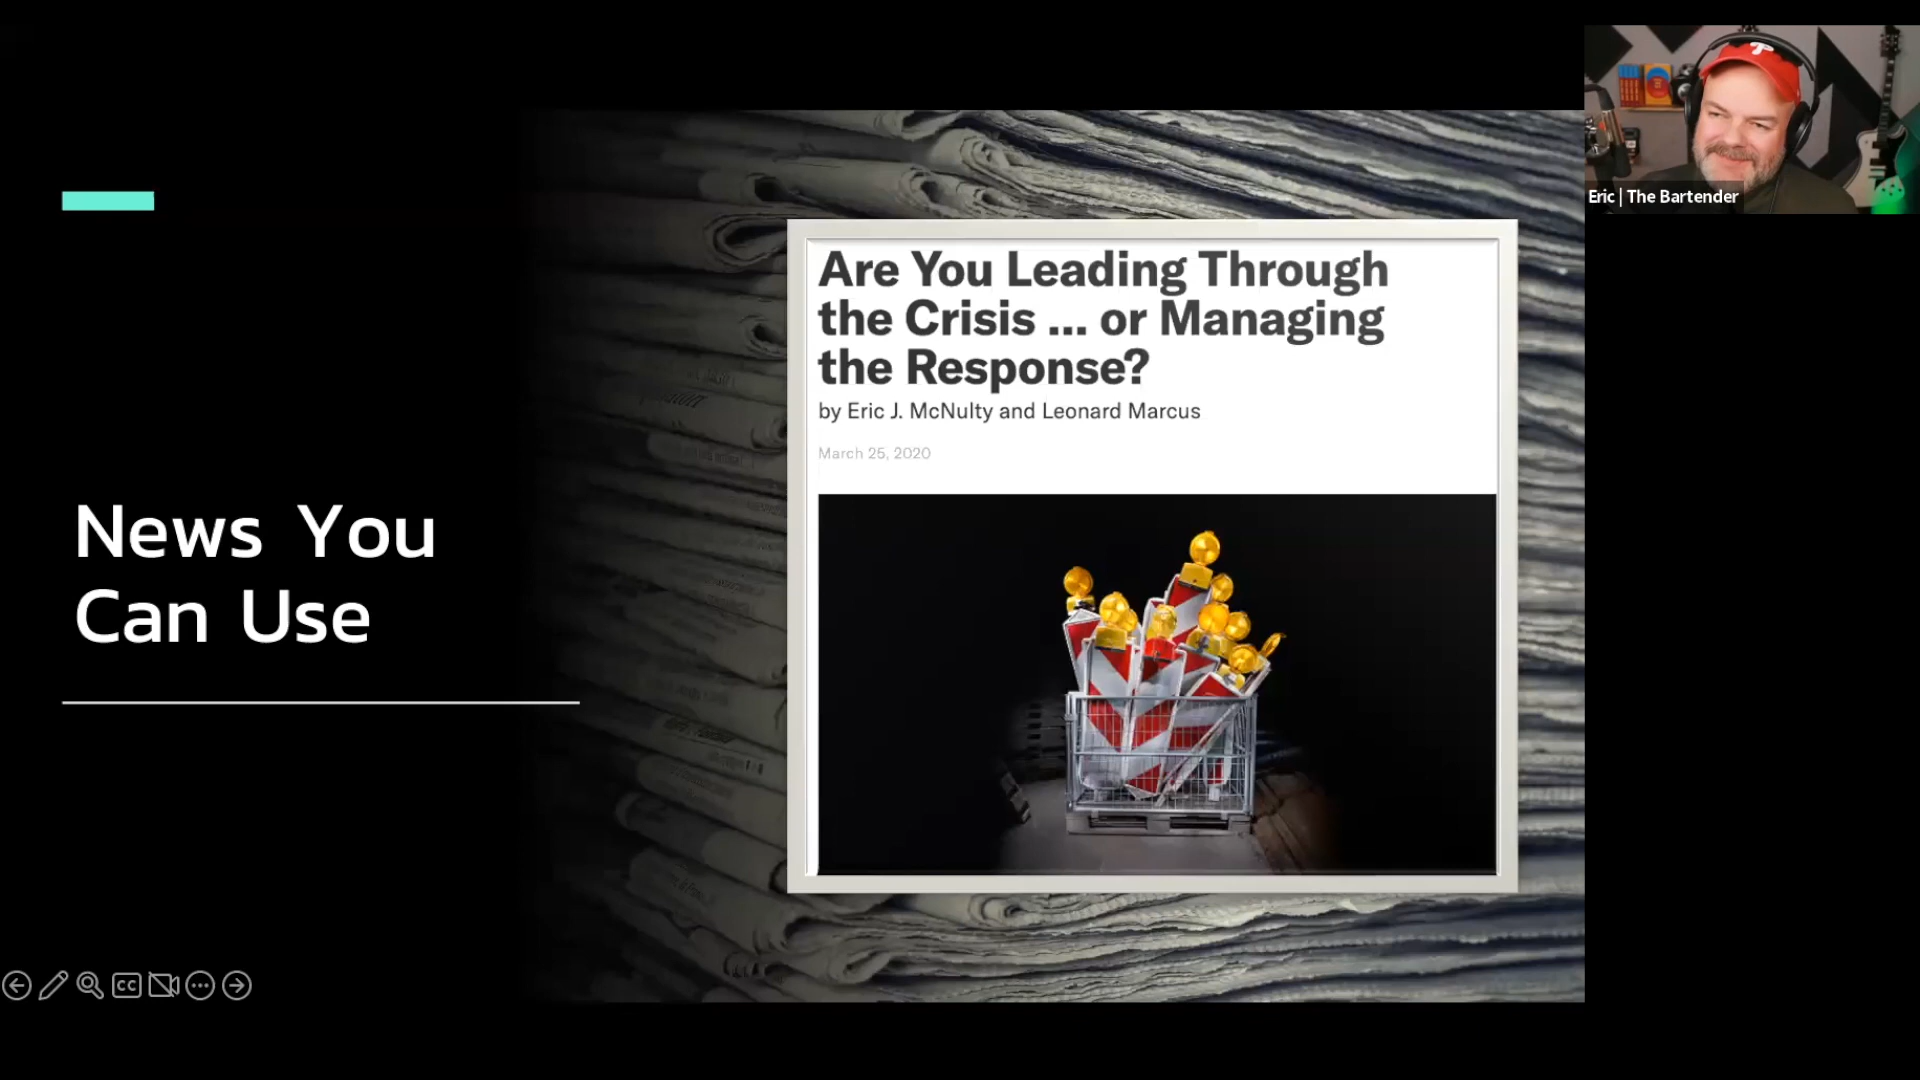 Eric | The Bartender
Are You Leading Through
the Crisis ... or Managing
the Response?
by Eric J. McNulty and Leonard Marcus
March 25, 2020
News You
Can Use
CC